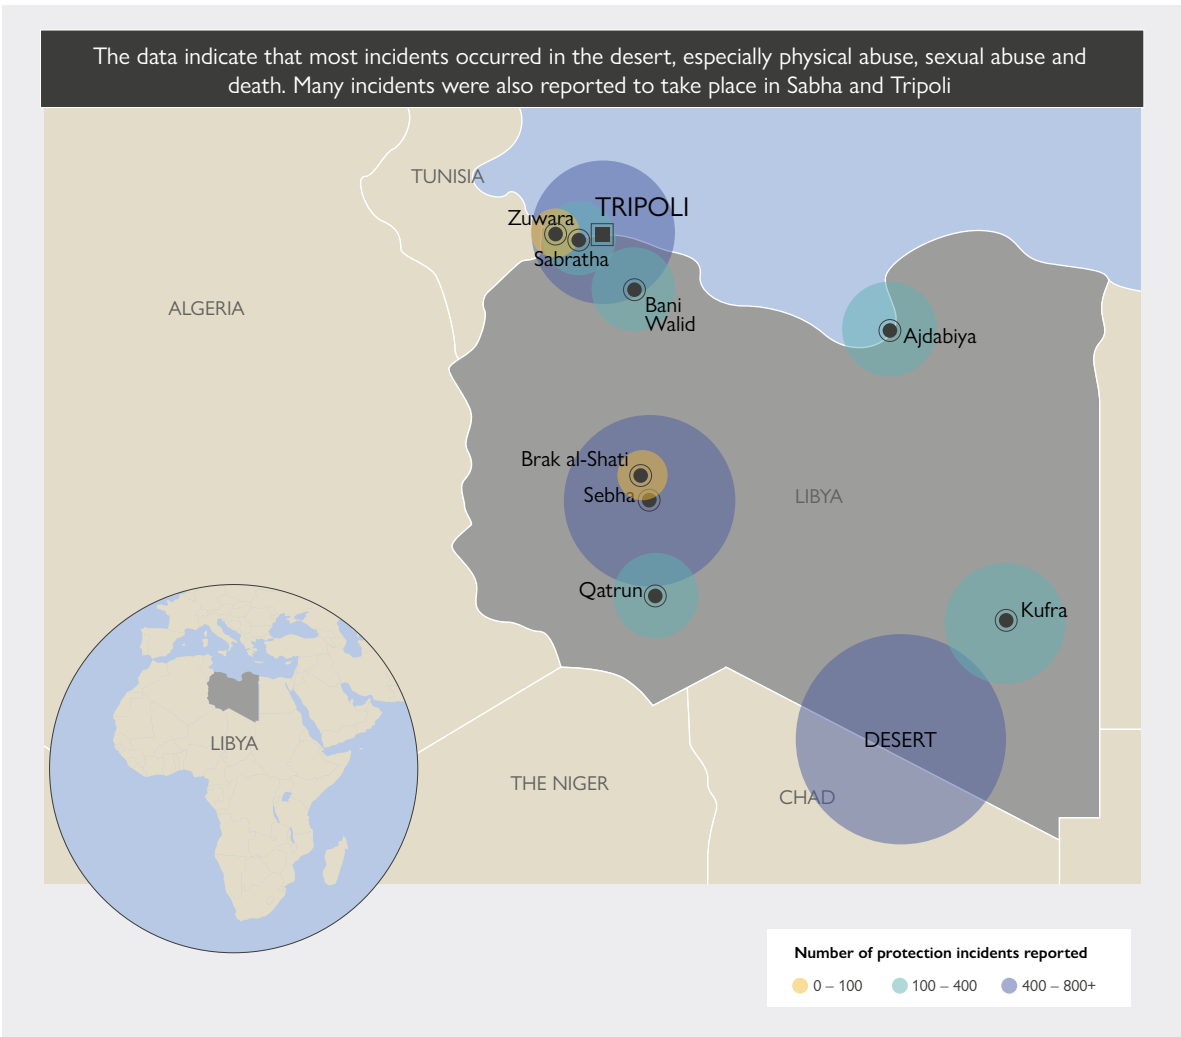 The data indicate that most incidents occurred in the desert, especially physical abuse, sexual abuse and
death. Many incidents were also reported to take place in Sabha and Tripoli
TUNISIA
TRIPOLI
Zuwara
Sabratha
ALGERIA
Bani
Walid
Ajdabiya
Brak al-Shati
Sebha
LIBYA
Qatrun
Kufra
DESERT
LIBYA
THE NIGER
CHAD
Number of protection incidents reported
0 – 100
100 – 400
400 – 800+